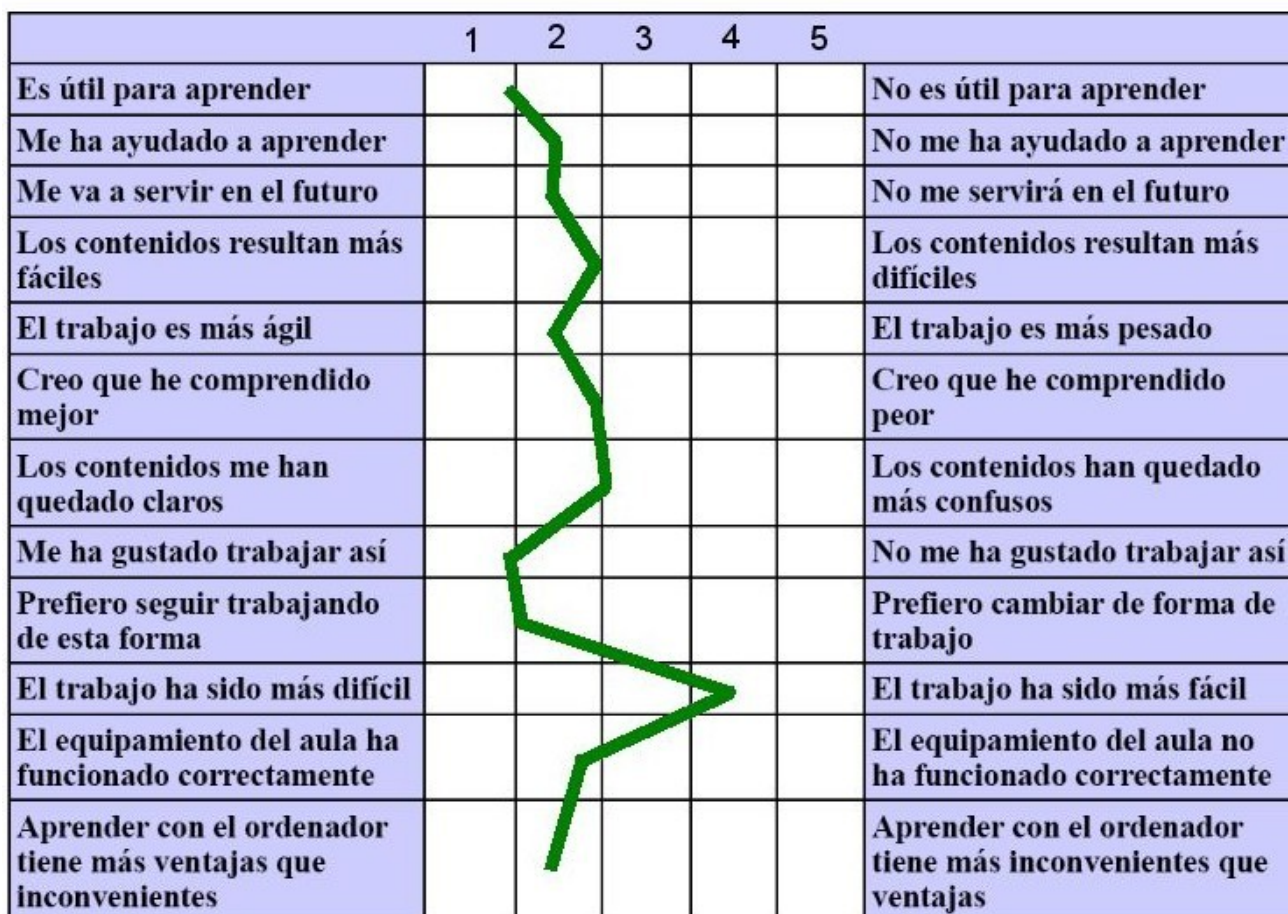 1 2 3 4 5
Es útil para aprender
No es útil para aprender
Me ha ayudado a aprender
No me ha ayudado a aprender
Me va a servir en el futuro
No me servirá en el futuro
Los contenidos resultan más
fáciles
Los contenidos resultan más
difíciles
El trabajo es más ágil
El trabajo es más pesado
Creo que he comprendido
mejor
Creo que he comprendido
peor
Los contenidos me han
quedado claros
Los contenidos han quedado
más confusos
Me ha gustado trabajar así
No me ha gustado trabajar así
Prefiero seguir trabajando
de esta forma
Prefiero cambiar de forma de
trabajo
El trabajo ha sido más difícil
El trabajo ha sido más fácil
El equipamiento del aula ha
funcionado correctamente
El equipamiento del aula no
ha funcionado correctamente
Aprender con el ordenador
tiene más ventajas que
inconvenientes
Aprender con el ordenador
tiene más inconvenientes que
ventajas